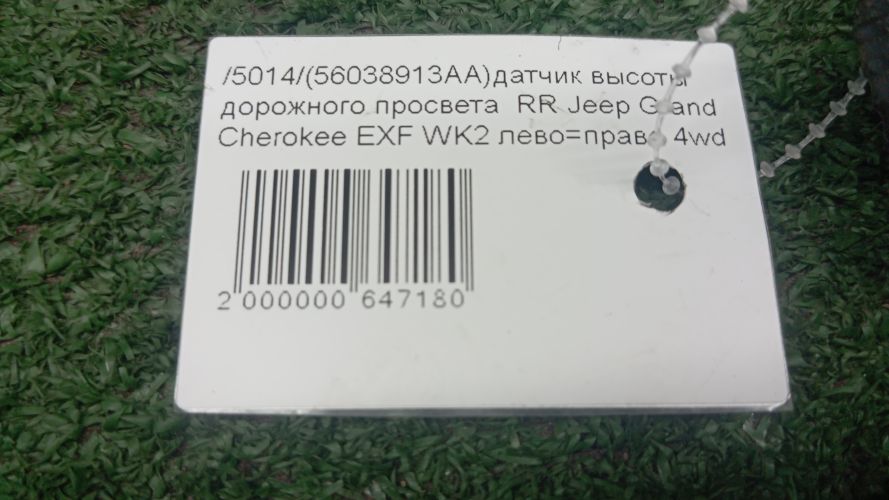 /5014/(56038913AA)датчик высоты
дорожного просвета RR Jeep Grand
Cherokee EXF WK2 лево=право 4wd
2 000000 647180